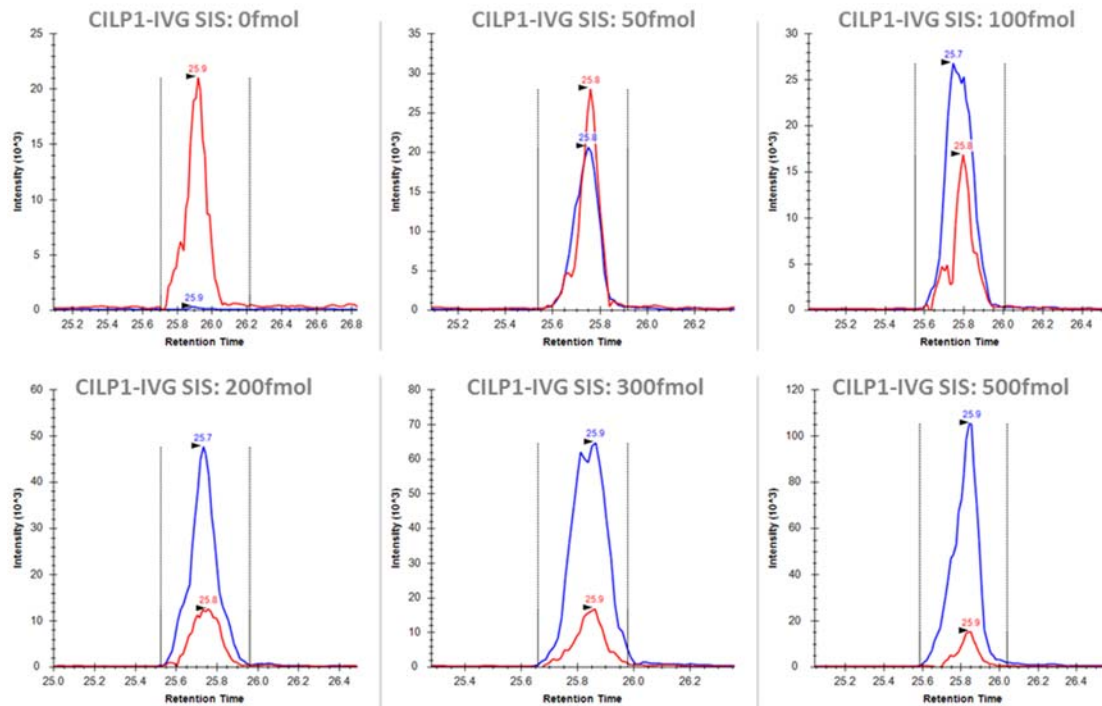 CILP1-IVG SIS: 0fmol
25
20
15
10
5
0
Intensity (10^3)
25.9
25.9
25.2 25.4 25.6 25.8 26.0 26.2 26.4 26.6 26.8
Retention Time
CILP1-IVG SIS: 50fmol
35
30
25
20
15
10
5
0
Intensity (10^3)
25.8
25.8
25.2 25.4 25.6 25.8 26.0 26.2
Retention Time
CILP1-IVG SIS: 100fmol
30
25
20
15
10
5
0
Intensity (10^3)
25.7
25.8
25.2 25.4 25.6 25.8 26.0 26.2 26.4
Retention Time
CILP1-IVG SIS: 200fmol
60
50
40
30
20
10
0
Intensity (10^3)
25.7
25.8
25.0 25.2 25.4 25.6 25.8 26.0 26.2 26.4
Retention Time
CILP1-IVG SIS: 300fmol
80
70
60
50
40
30
20
10
0
Intensity (10^3)
25.9
25.9
25.4 25.6 25.8 26.0 26.2
Retention Time
CILP1-IVG SIS: 500fmol
120
100
80
60
40
20
0
Intensity (10^3)
25.9
25.9
25.2 25.4 25.6 25.8 26.0 26.2 26.4
Retention Time